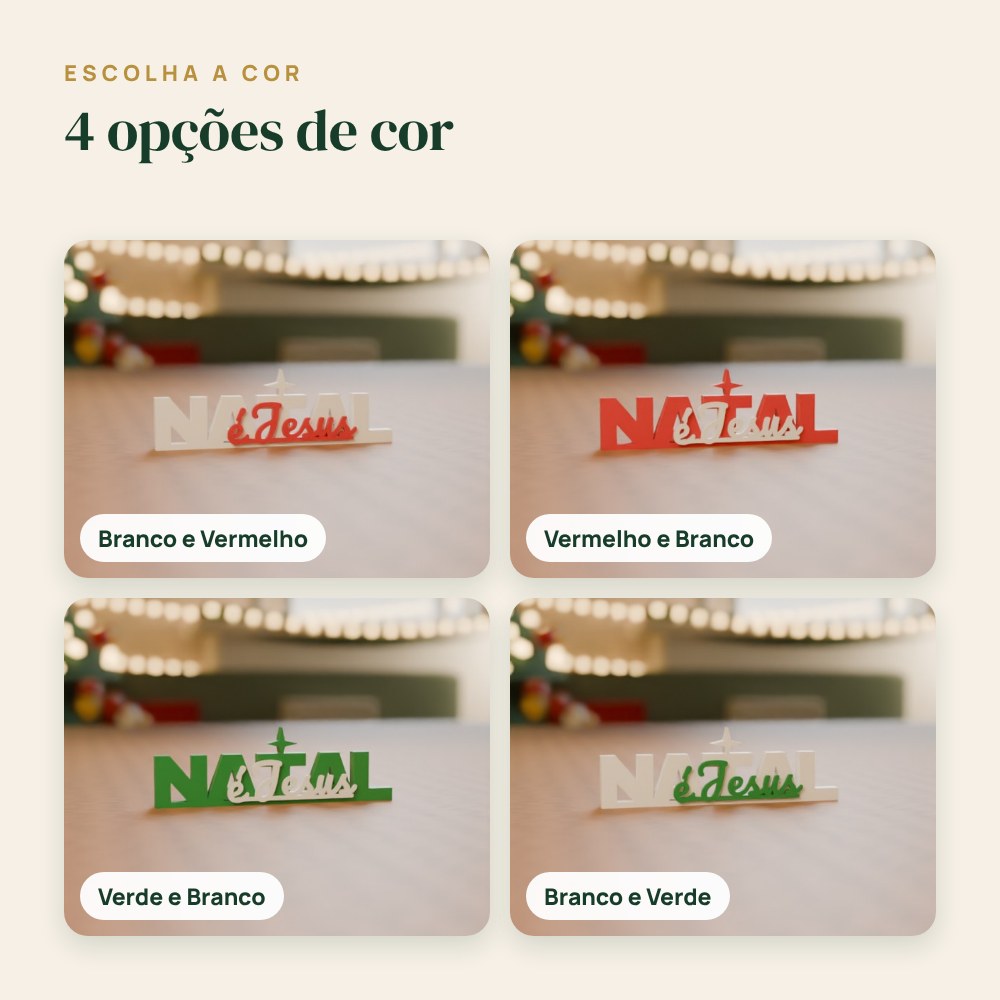 ESCOLHA A COR
4 opções de cor
NATAL
é Jesus
Branco e Vermelho
NATAL
é Jesus
Vermelho e Branco
NATAL
é Jesus
Verde e Branco
NATAL
é Jesus
Branco e Verde